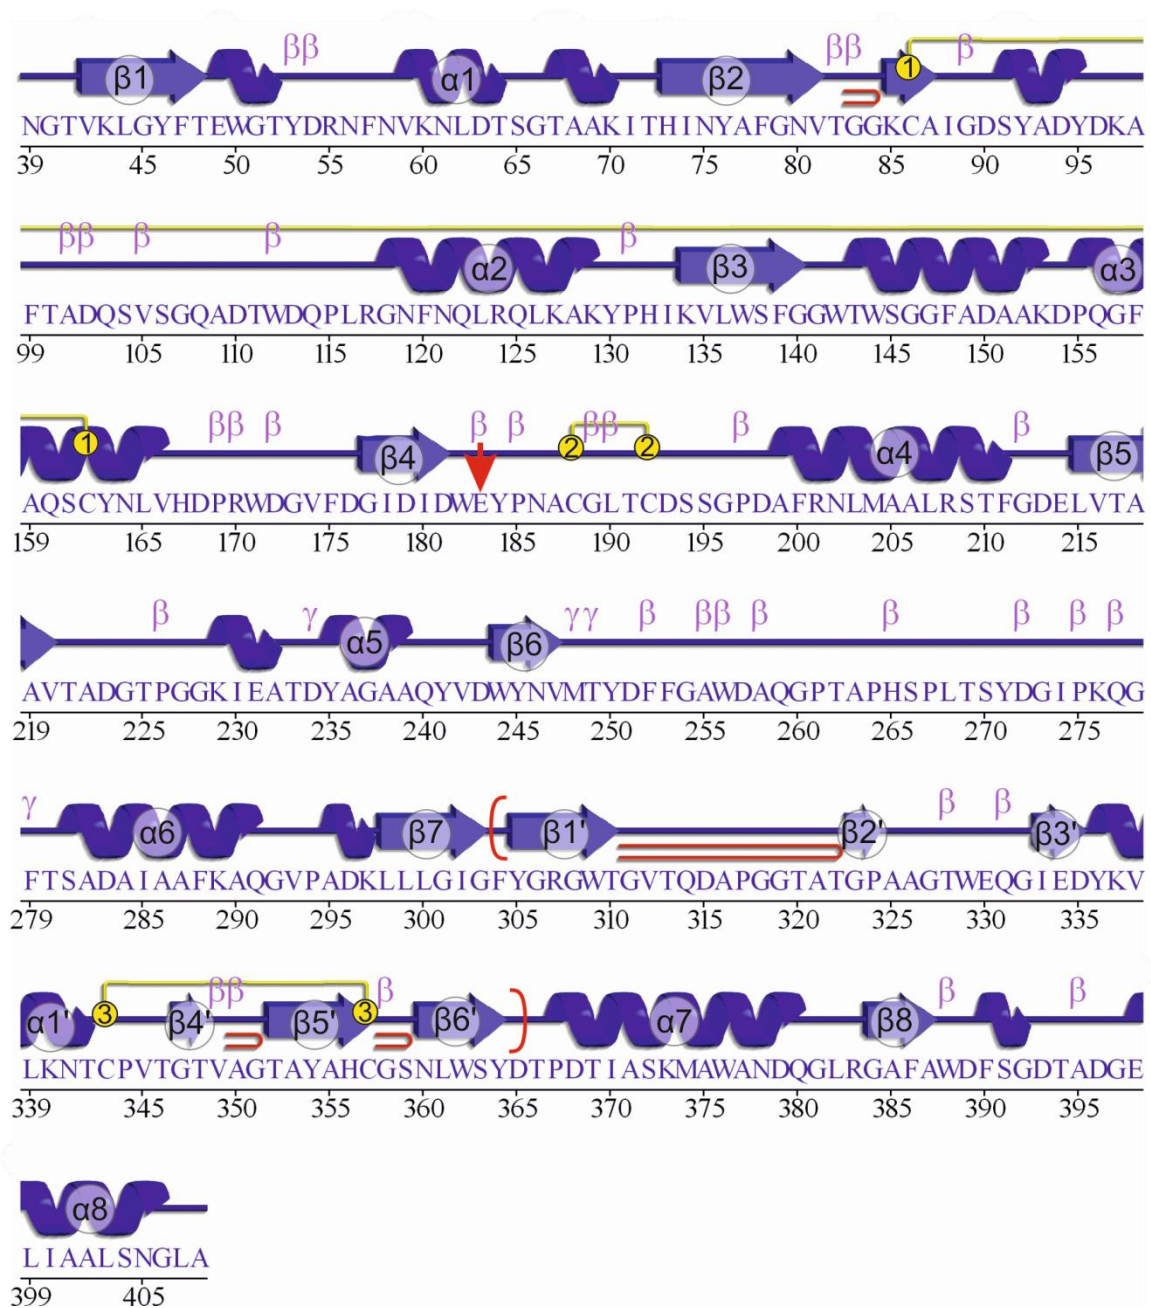 ββ ββ β
β1 α1 β2 1
NGTVKLGYFTEWGTYDRNFNVKNLDTSGTAAKITHINYAFGNVTGGKCAIGDSYADYDKA
39 45 50 55 60 65 70 75 80 85 90 95
ββ β β β
α2 β3 α3
FTADQSVSGQADTWDQPLRGNFNQLRQLKAKYPHIKVLWSFGGWTWSGGFADAAKDPQGF
99 105 110 115 120 125 130 135 140 145 150 155
ββ β β β ββ β β
1 β4 2 2 α4 β5
AQSCYNLVHDPRWDGVFDGIDIDWEYPNACGLTCDSSGPDAFRNLMAALRSTFGDELVTA
159 165 170 175 180 185 190 195 200 205 210 215
β γ γγ β ββ β β β β β
α5 β6
AVTADGTPGGKIEATDYAGAAQYVDWYNVMTYDFFGAWDAQGPTAPHSPLTSYDGIPKQG
219 225 230 235 240 245 250 255 260 265 270 275
γ β β
α6 β7 β1' β2' β3'
FTSADAIAAFKAQGVPADKLLLGIGFYGRGWTGVTQDAPGGTATGPAAGTWEQGIEDYKV
279 285 290 295 300 305 310 315 320 325 330 335
ββ β β β
α1' 3 β4' β5' 3 β6' α7 β8
LKNTCPVTGTVAGTAYAHCGSNLWSYDTPDTIASKMAWANDQGLRGAFAWDFSGDTADGE
339 345 350 355 360 365 370 375 380 385 390 395
α8
LIAALSNGLA
399 405